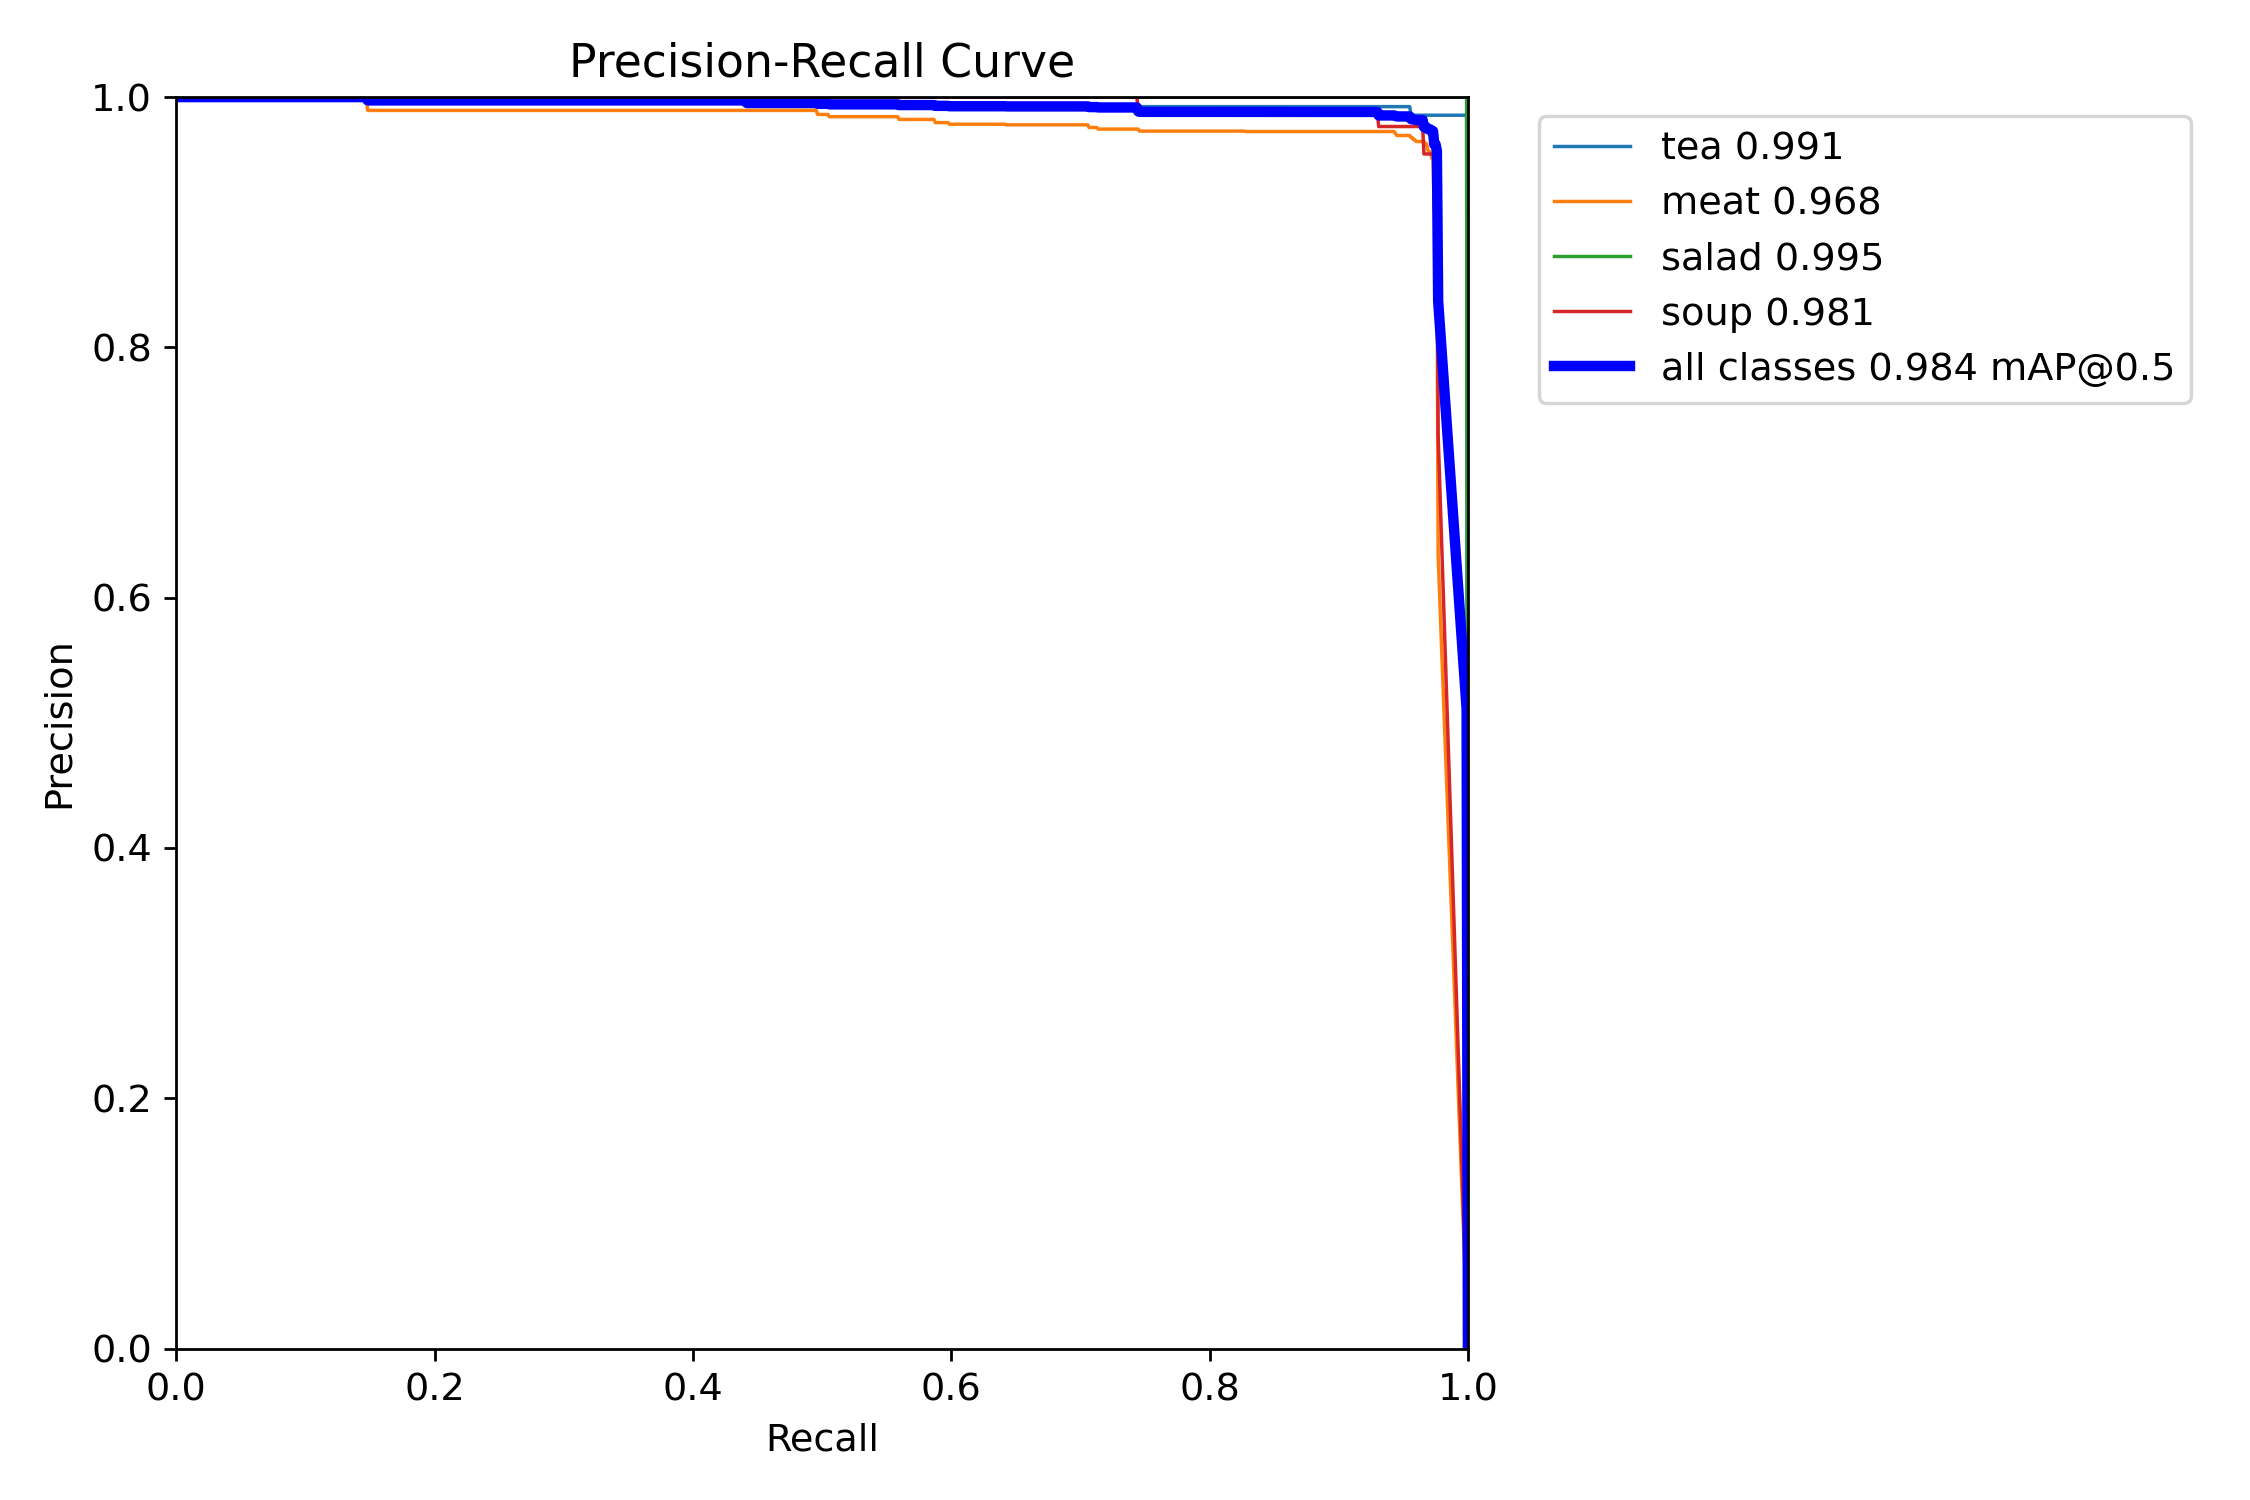 Precision-Recall Curve
1.0
0.8
0.6
0.4
0.2
0.0
Precision
0.0 0.2 0.4 0.6 0.8 1.0
Recall
tea 0.991
meat 0.968
salad 0.995
soup 0.981
all classes 0.984 mAP@0.5